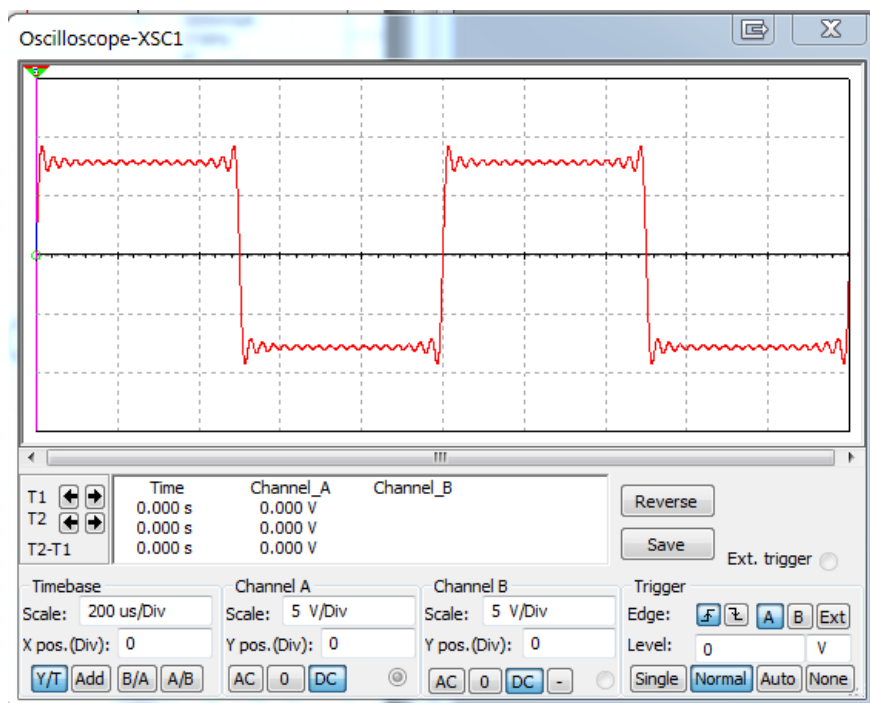 Oscilloscope-XSC1
T1
T2
T2-T1
Time Channel_A Channel_B
0.000 s 0.000 V
0.000 s 0.000 V
0.000 s 0.000 V
Reverse
Save
Ext. trigger
Timebase
Scale: 200 us/Div
X pos.(Div): 0
Y/T Add B/A A/B
Channel A
Scale: 5 V/Div
Y pos.(Div): 0
AC 0 DC
Channel B
Scale: 5 V/Div
Y pos.(Div): 0
AC 0 DC -
Trigger
Edge: A B Ext
Level: 0 V
Single Normal Auto None